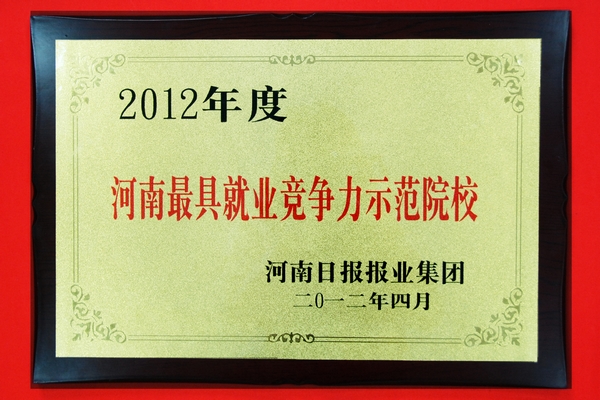 2012年度
河南最具就业竞争力示范院校
河南日报报业集团
二〇一二年四月